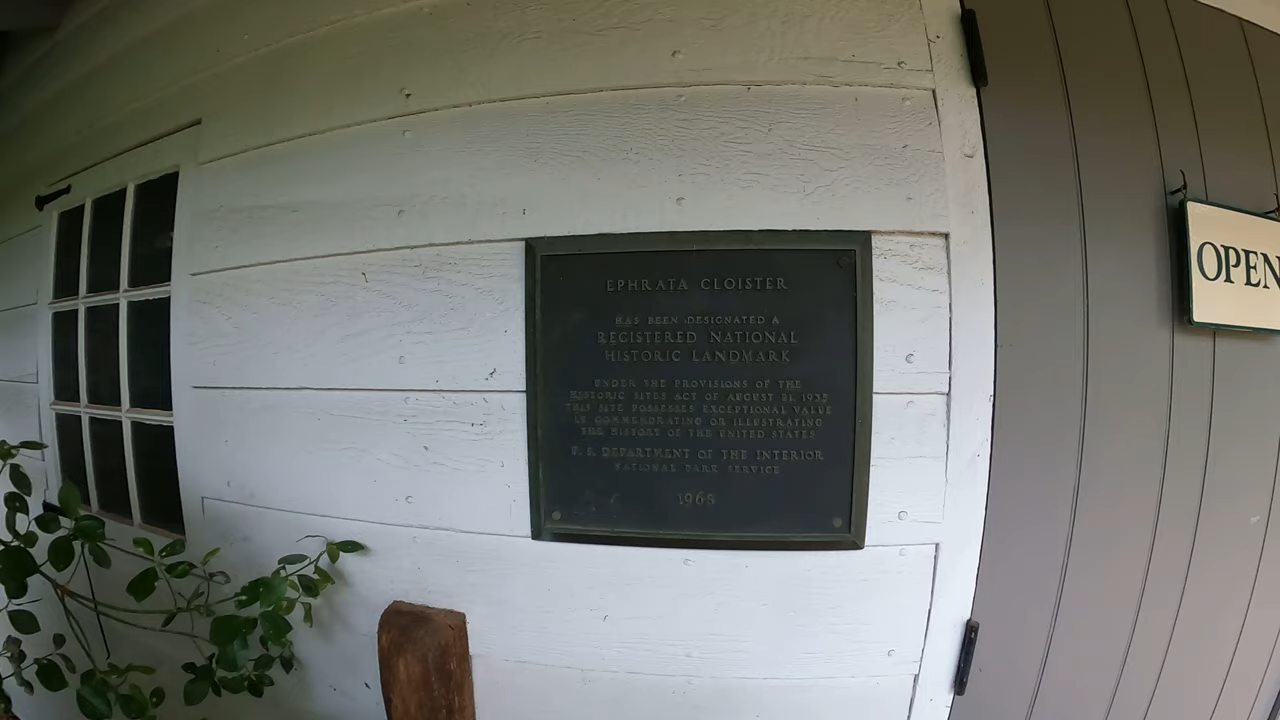 EPHRATA CLOISTER
HAS BEEN DESIGNATED A
REGISTERED NATIONAL
HISTORIC LANDMARK
UNDER THE PROVISIONS OF THE
HISTORIC SITES ACT OF AUGUST 21, 1935
THIS SITE POSSESSES EXCEPTIONAL VALUE
IN COMMEMORATING OR ILLUSTRATING
THE HISTORY OF THE UNITED STATES
U. S. DEPARTMENT OF THE INTERIOR
NATIONAL PARK SERVICE
1968
OPEN